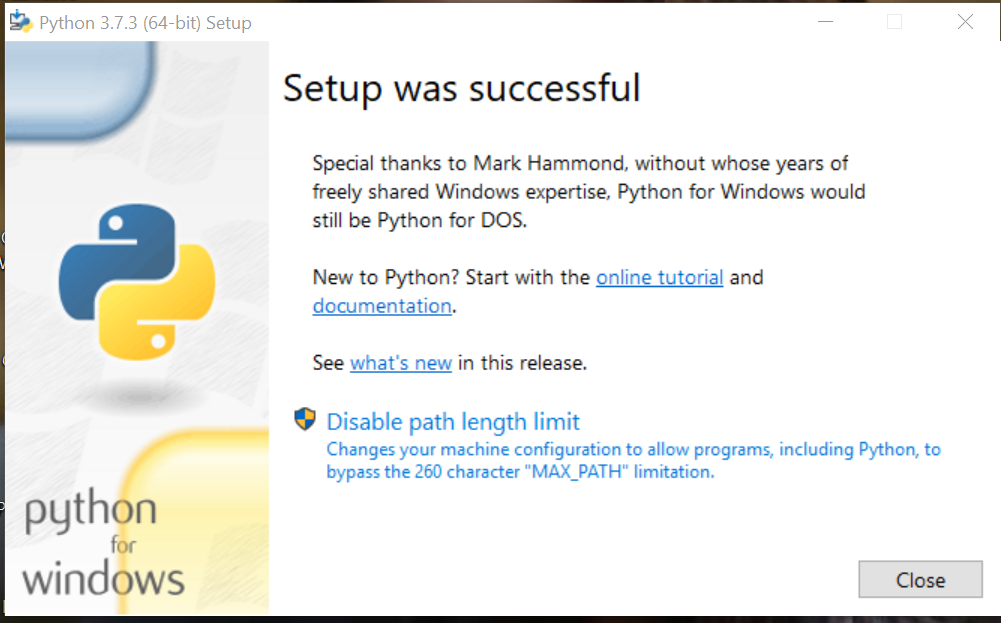 Python 3.7.3 (64-bit) Setup
Setup was successful
Special thanks to Mark Hammond, without whose years of
freely shared Windows expertise, Python for Windows would
still be Python for DOS.
New to Python? Start with the online tutorial and
documentation.
See what's new in this release.
Disable path length limit
Changes your machine configuration to allow programs, including Python, to
bypass the 260 character "MAX_PATH" limitation.
python
for
windows
Close